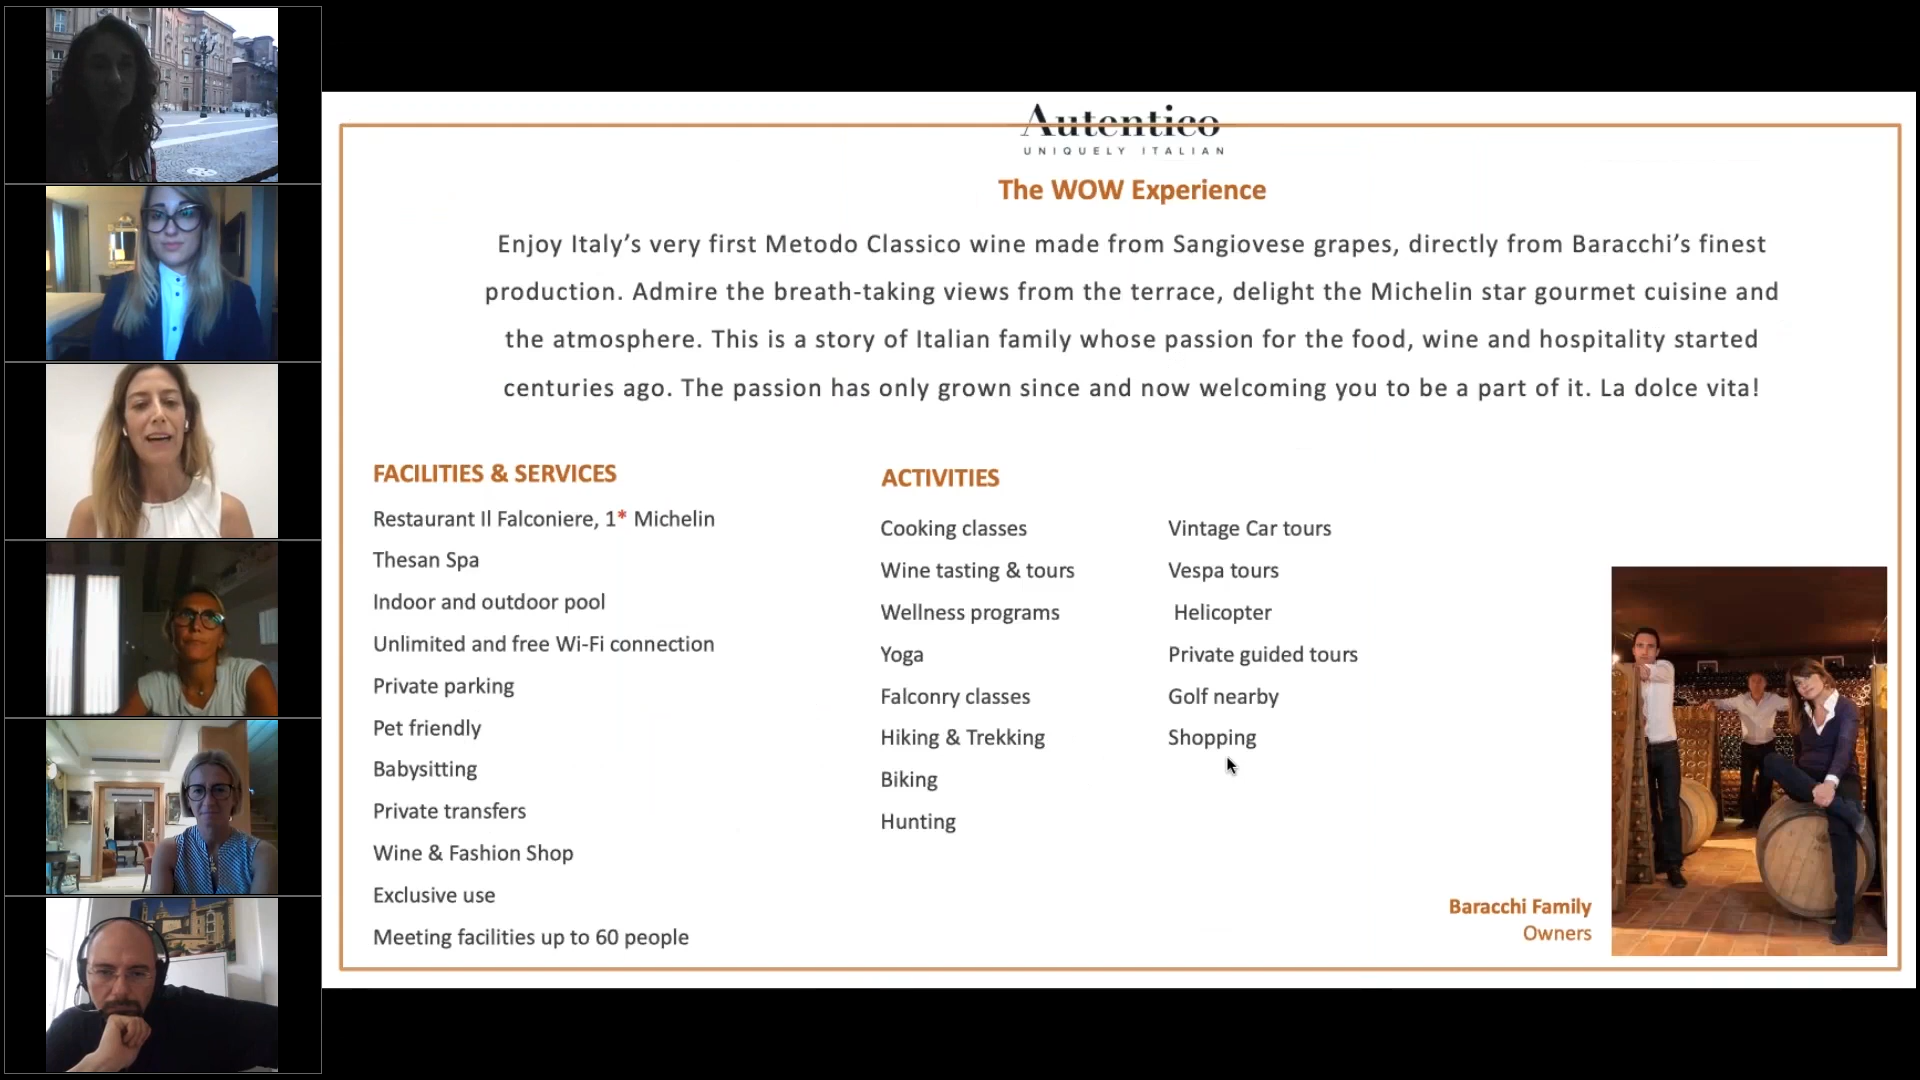 Autentico
UNIQUELY ITALIAN
The WOW Experience
Enjoy Italy’s very first Metodo Classico wine made from Sangiovese grapes, directly from Baracchi’s finest
production. Admire the breath-taking views from the terrace, delight the Michelin star gourmet cuisine and
the atmosphere. This is a story of Italian family whose passion for the food, wine and hospitality started
centuries ago. The passion has only grown since and now welcoming you to be a part of it. La dolce vita!
FACILITIES & SERVICES
Restaurant Il Falconiere, 1* Michelin
Thesan Spa
Indoor and outdoor pool
Unlimited and free Wi-Fi connection
Private parking
Pet friendly
Babysitting
Private transfers
Wine & Fashion Shop
Exclusive use
Meeting facilities up to 60 people
ACTIVITIES
Cooking classes
Wine tasting & tours
Wellness programs
Yoga
Falconry classes
Hiking & Trekking
Biking
Hunting
Vintage Car tours
Vespa tours
Helicopter
Private guided tours
Golf nearby
Shopping
Baracchi Family
Owners